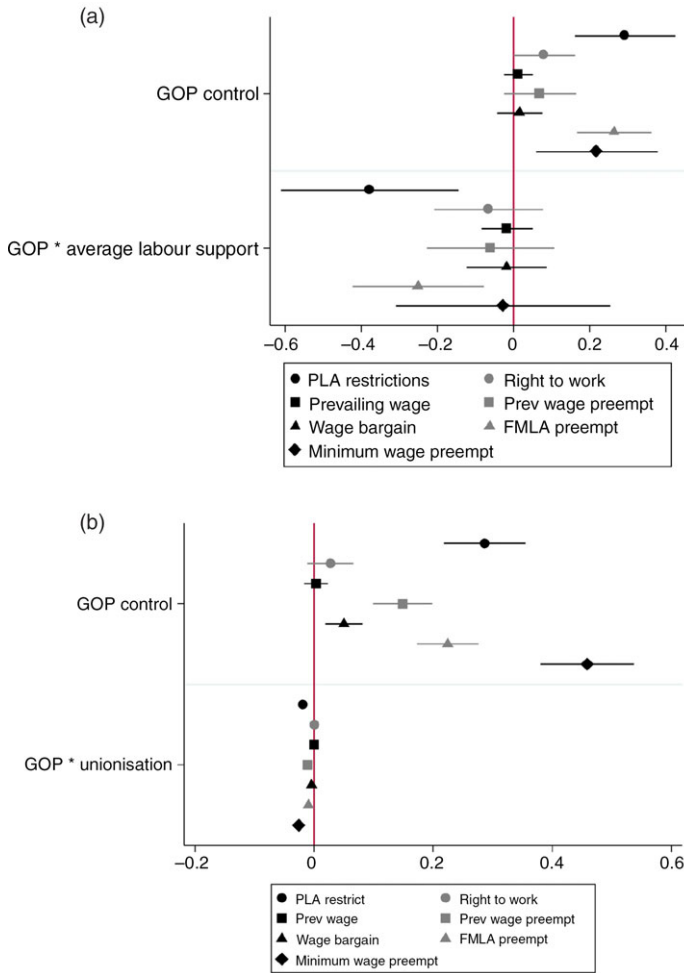 (a)
GOP control
GOP * average labour support
−0.6 −0.4 −0.2 0 0.2 0.4
PLA restrictions Right to work
Prevailing wage Prev wage preempt
Wage bargain FMLA preempt
Minimum wage preempt
(b)
GOP control
GOP * unionisation
−0.2 0 0.2 0.4 0.6
PLA restrict Right to work
Prev wage Prev wage preempt
Wage bargain FMLA preempt
Minimum wage preempt